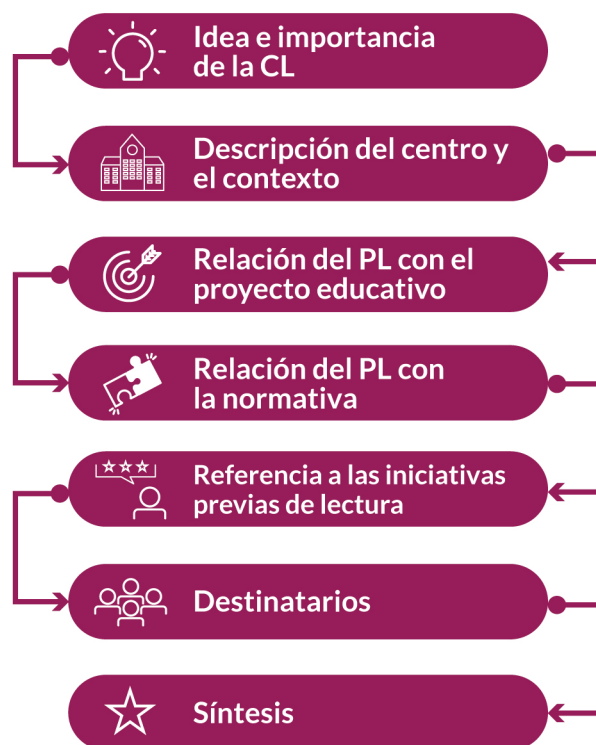 Idea e importancia
de la CL
Descripción del centro y
el contexto
Relación del PL con el
proyecto educativo
Relación del PL con
la normativa
Referencia a las iniciativas
previas de lectura
Destinatarios
Síntesis